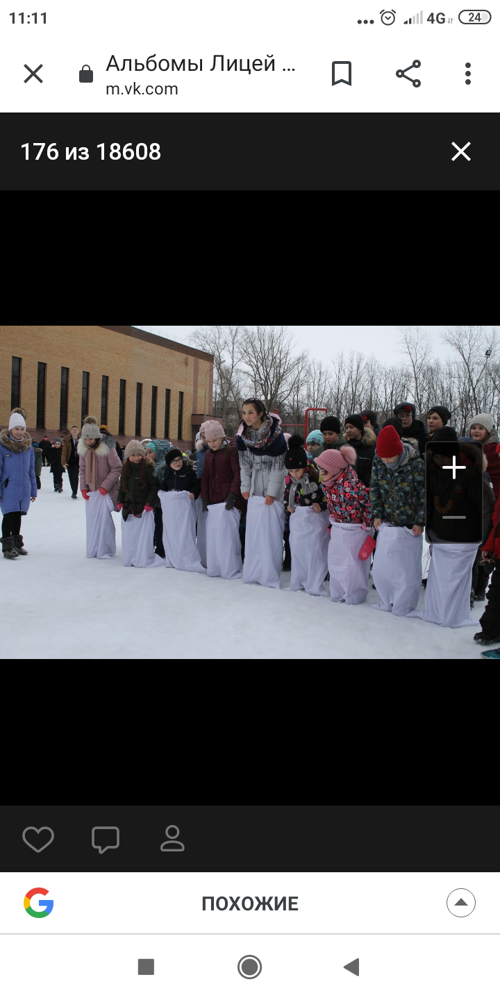 11:11
4G
24
Альбомы Лицей ...
m.vk.com
176 из 18608
ПОХОЖИЕ